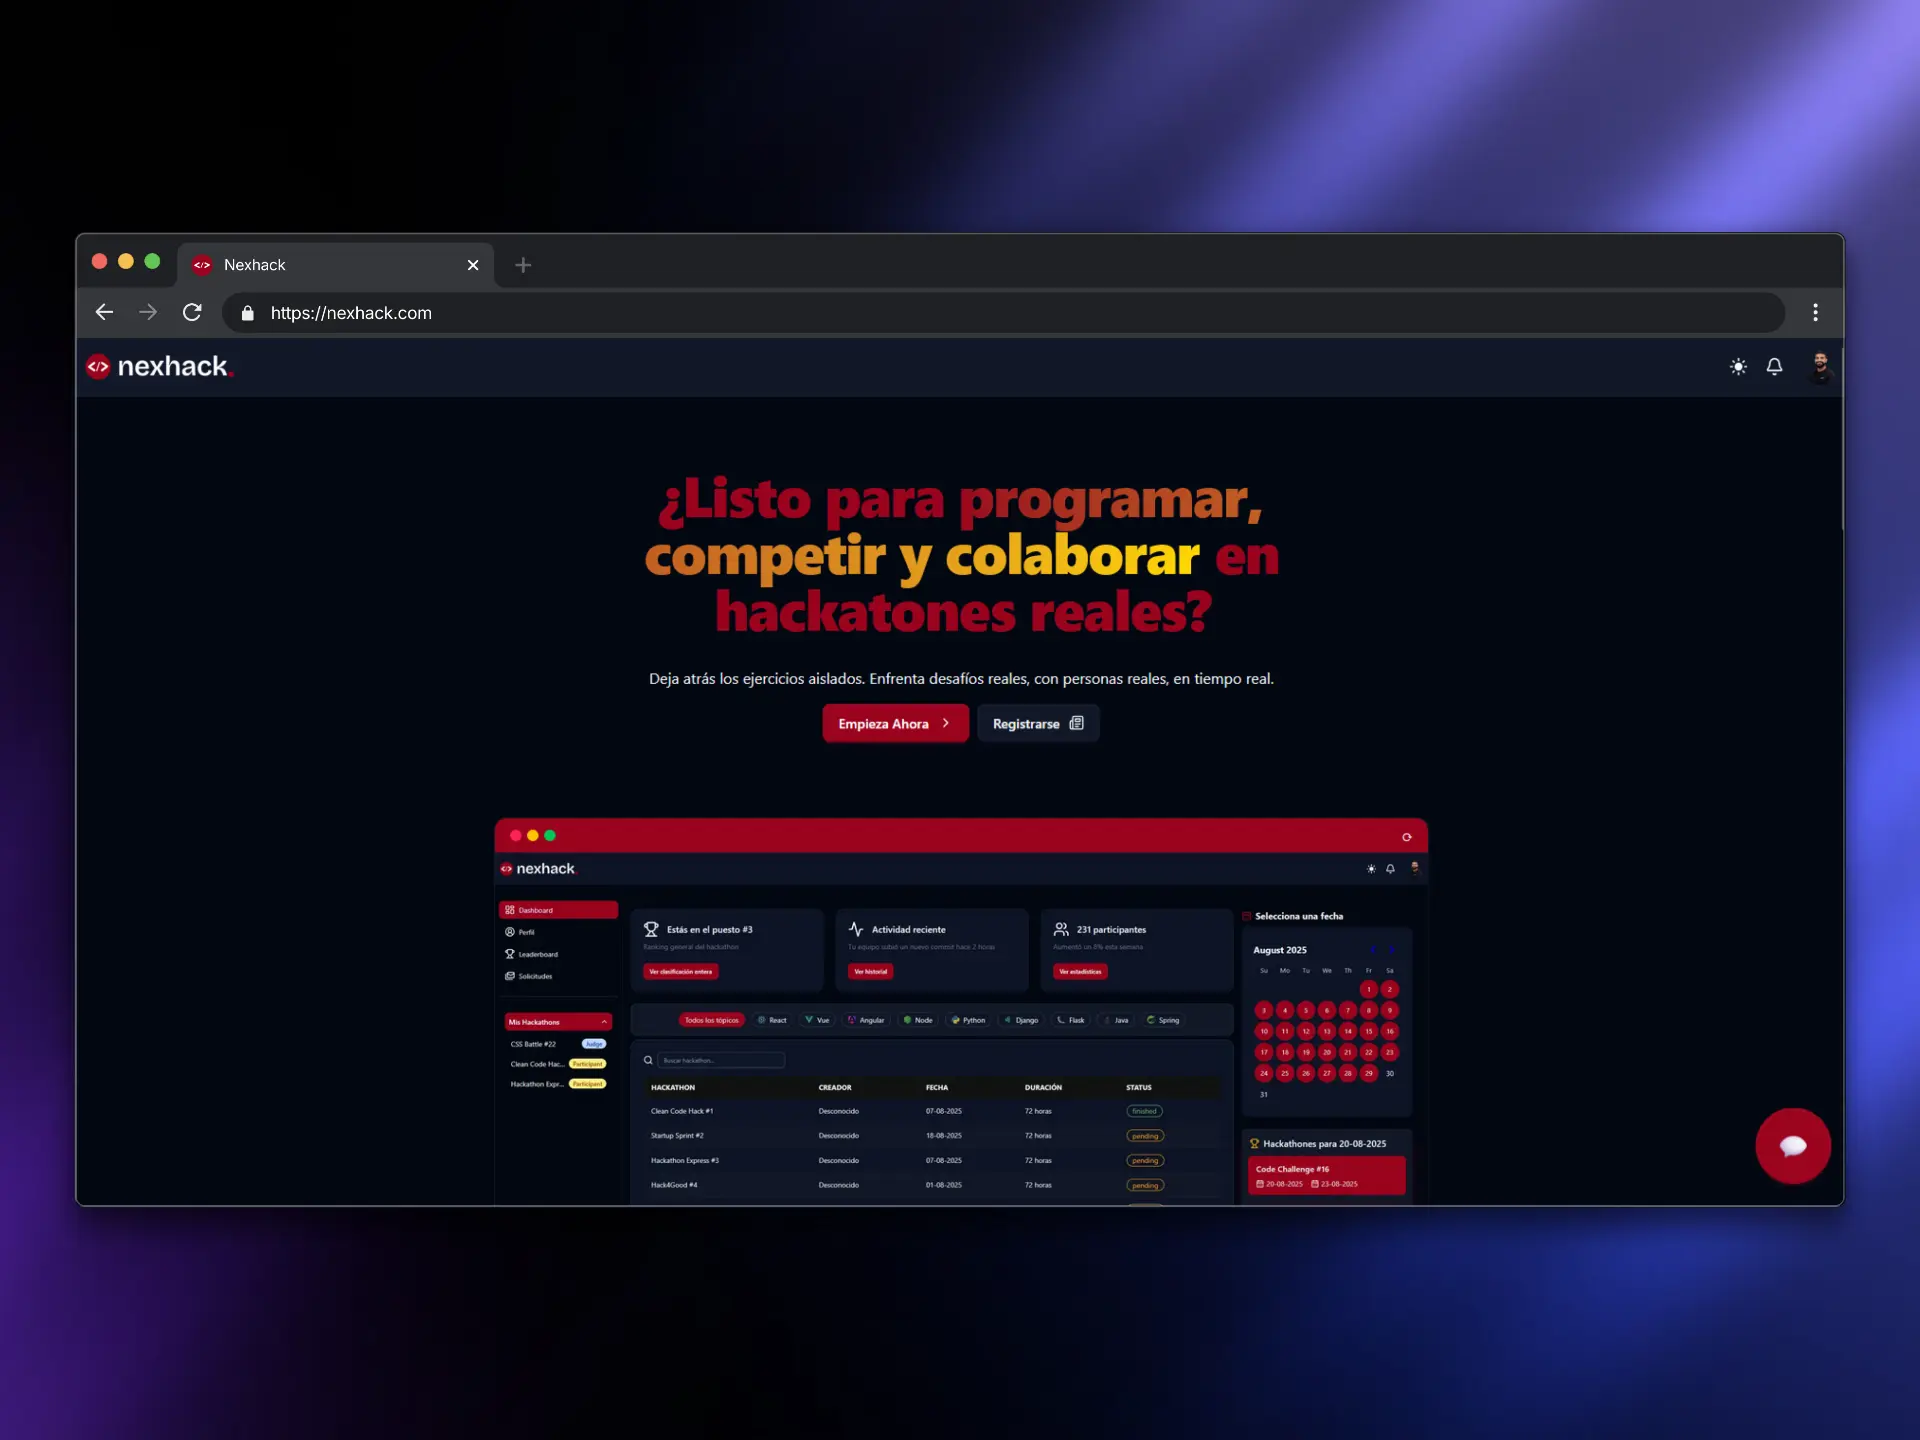 Nexhack
https://nexhack.com
nexhack.
¿Listo para programar,
competir y colaborar en
hackatones reales?
Deja atrás los ejercicios aislados. Enfrenta desafíos reales, con personas reales, en tiempo real.
Empieza Ahora
Registrarse
nexhack.
Dashboard
Perfil
Leaderboard
Solicitudes
Mis Hackathons
CSS Battle #22 Judge
Clean Code Hac... Participant
Hackathon Expr... Participant
Estás en el puesto #3
Ranking general del hackathon
Ver clasificación entera
Actividad reciente
Tu equipo subió un nuevo commit hace 2 horas
Ver historial
231 participantes
Aumentó un 8% esta semana
Ver estadísticas
Todos los tópicos React Vue Angular Node Python Django Flask Java Spring
Buscar hackathon...
HACKATHON CREADOR FECHA DURACIÓN STATUS
Clean Code Hack #1 Desconocido 07-08-2025 72 horas finished
Startup Sprint #2 Desconocido 18-08-2025 72 horas pending
Hackathon Express #3 Desconocido 07-08-2025 72 horas pending
Hack4Good #4 Desconocido 01-08-2025 72 horas pending
Selecciona una fecha
August 2025
Su Mo Tu We Th Fr Sa
1 2
3 4 5 6 7 8 9
10 11 12 13 14 15 16
17 18 19 20 21 22 23
24 25 26 27 28 29 30
31
Hackathones para 20-08-2025
Code Challenge #16
20-08-2025 23-08-2025